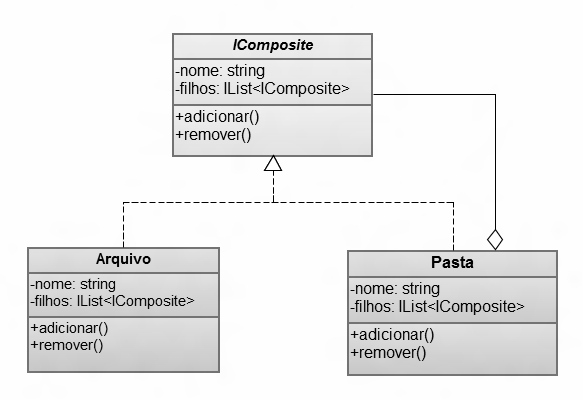 IComposite
-nome: string
-filhos: IList<IComposite>
+adicionar()
+remover()
Arquivo
-nome: string
-filhos: IList<IComposite>
+adicionar()
+remover()
Pasta
-nome: string
-filhos: IList<IComposite>
+adicionar()
+remover()